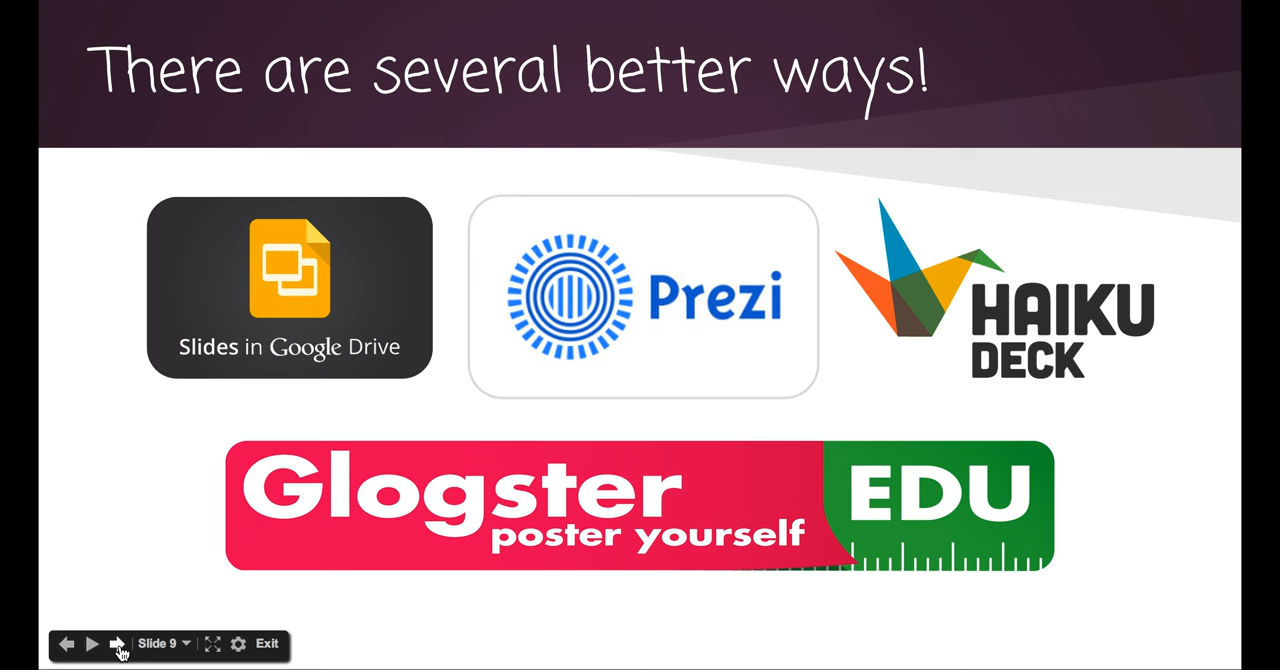 There are several better ways!
Slides in Google Drive
Prezi
HAIKU
DECK
Glogster
poster yourself
EDU
Slide 9
Exit